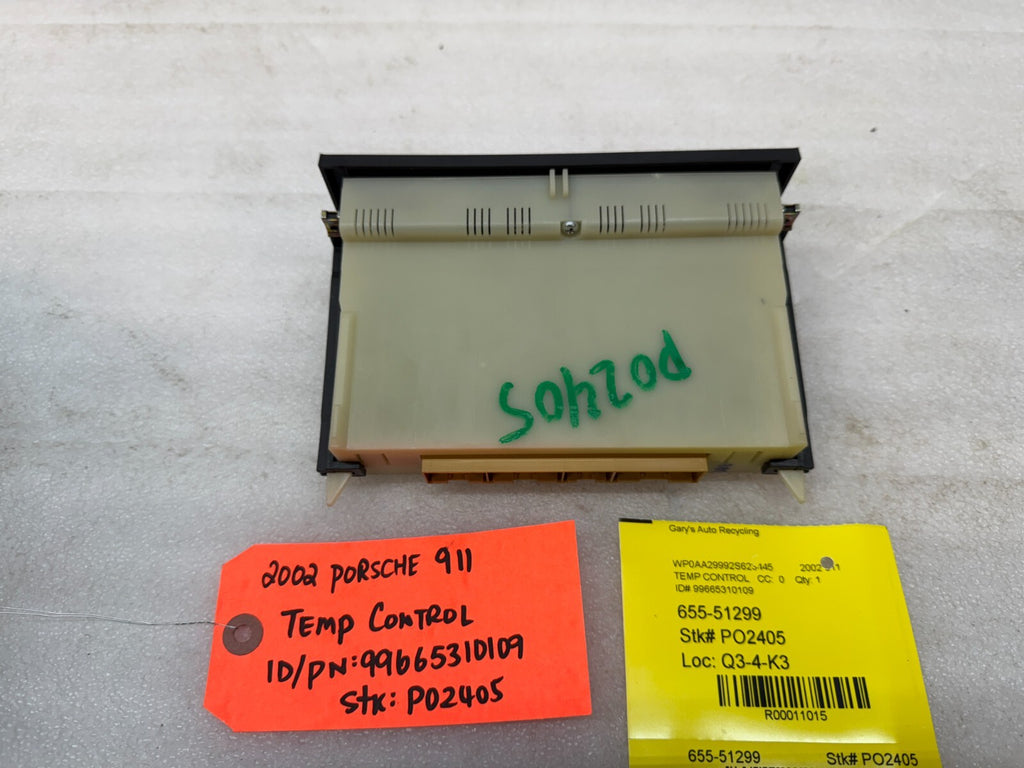 PO2405
2002 PORSCHE 911
TEMP CONTROL
ID/PN:99665310109
Stk: PO2405
Gary's Auto Recycling
2002
TEMP CONTROL CC: 0 Qty: 1
ID# 99665310109
655-51299
Stk# PO2405
Loc: Q3-4-K3
R00011015
655-51299 Stk# PO2405